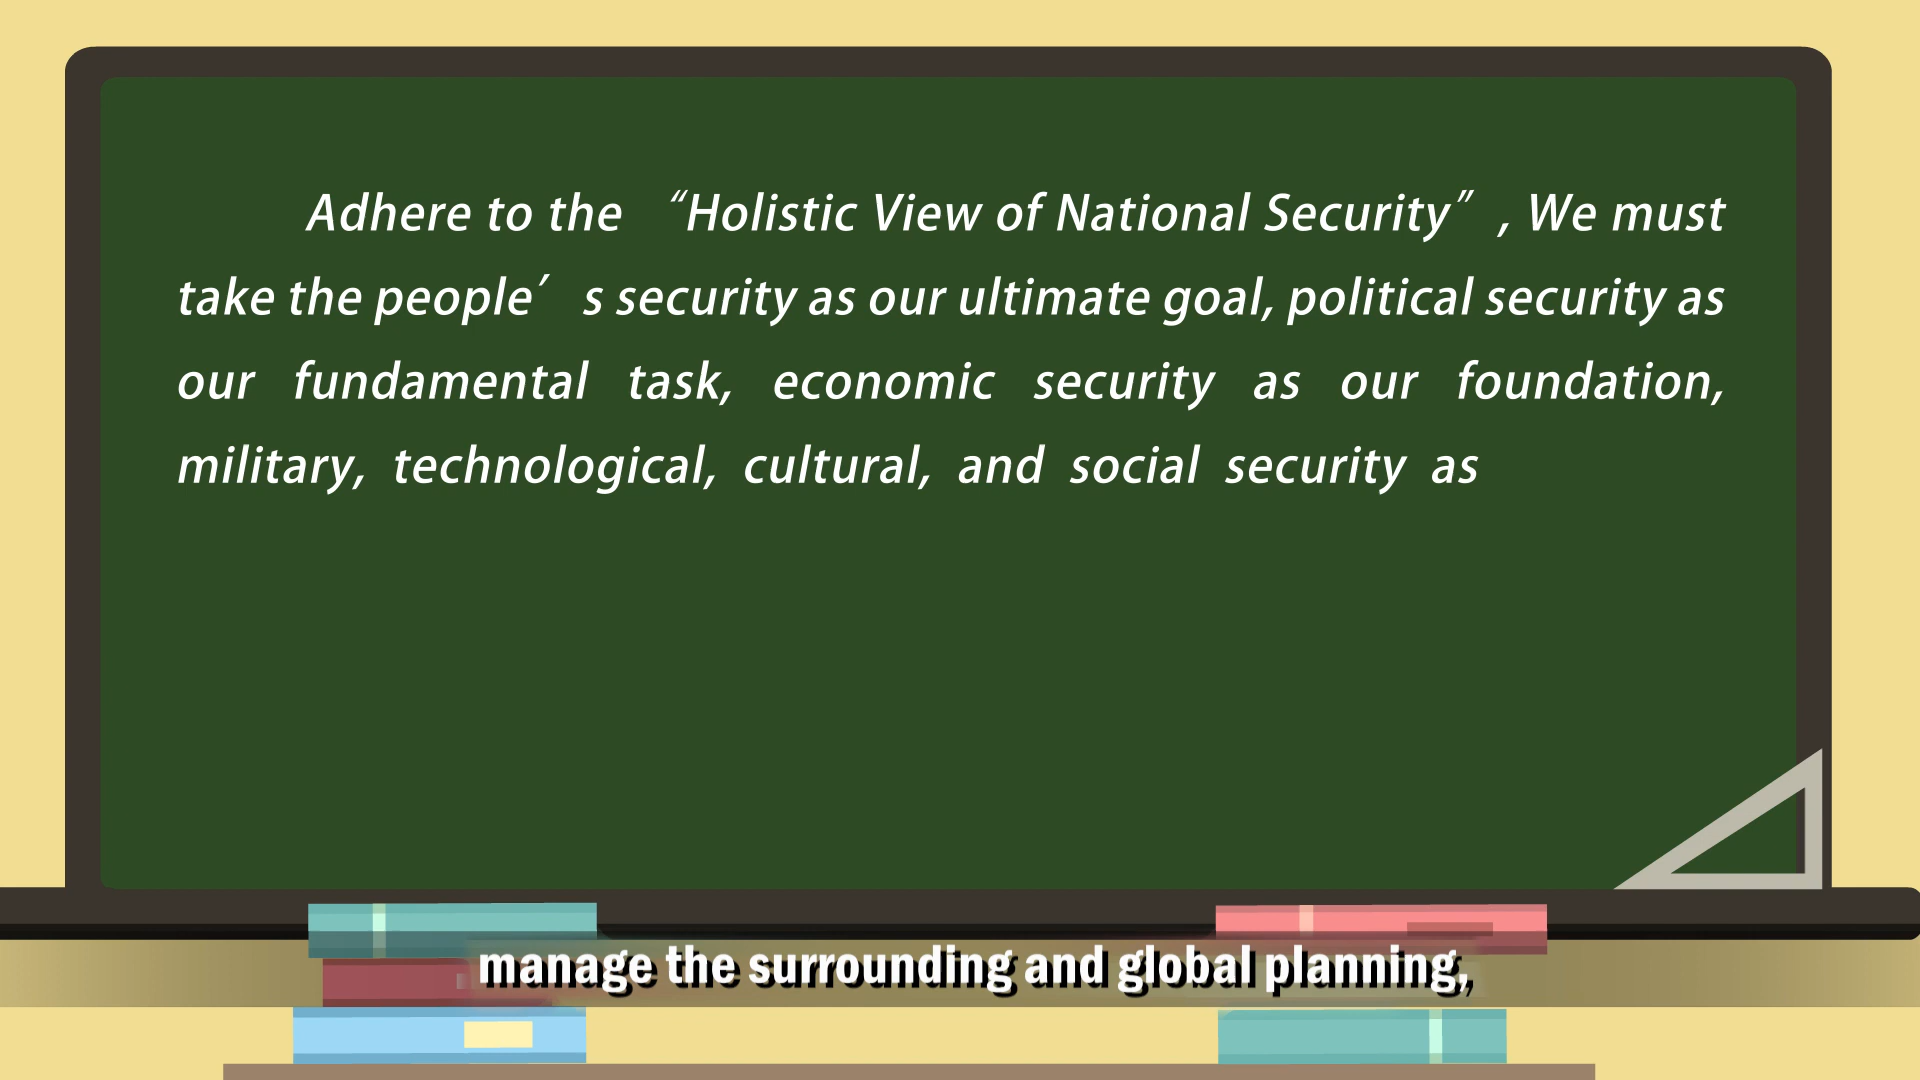 Adhere to the “Holistic View of National Security”, We must
take the people’s security as our ultimate goal, political security as
our fundamental task, economic security as our foundation,
military, technological, cultural, and social security as
manage the surrounding and global planning,